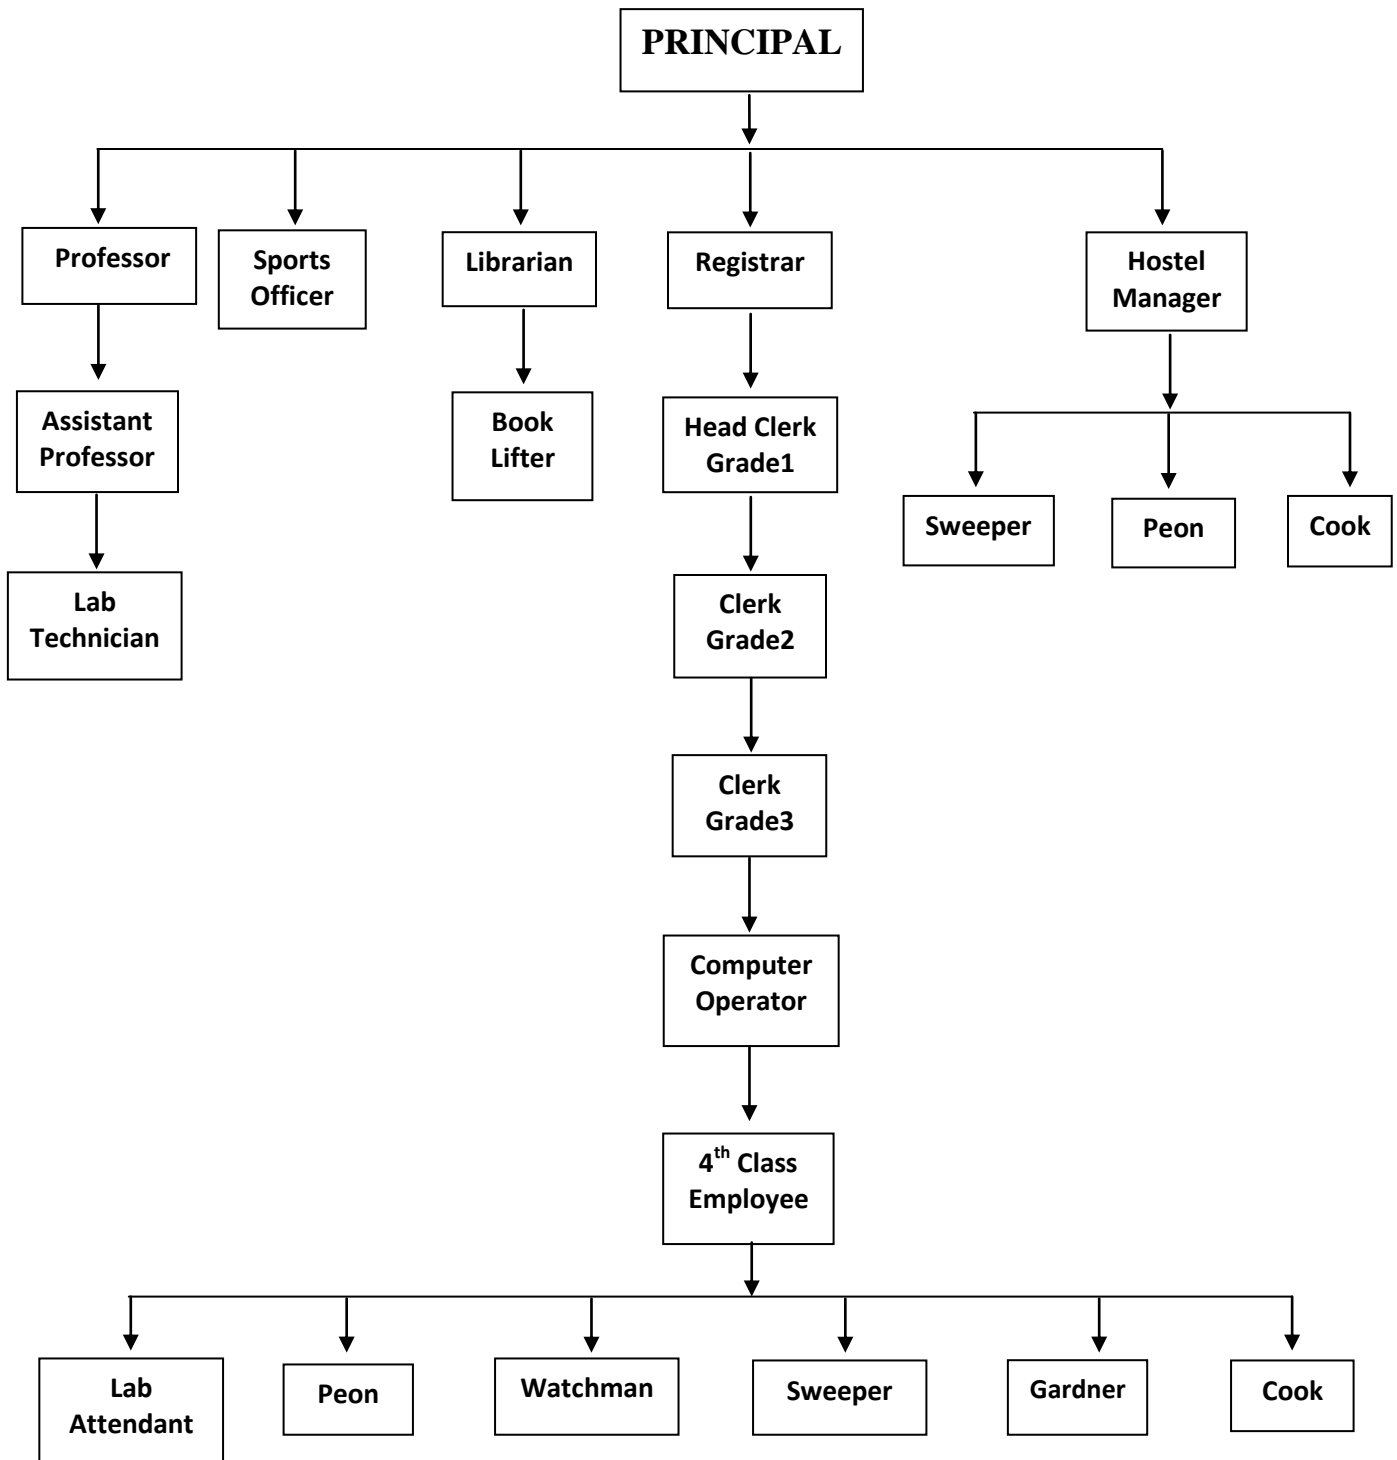 PRINCIPAL
Professor
Sports
Officer
Librarian
Registrar
Hostel
Manager
Assistant
Professor
Book
Lifter
Head Clerk
Grade1
Sweeper
Peon
Cook
Lab
Technician
Clerk
Grade2
Clerk
Grade3
Computer
Operator
4th Class
Employee
Lab
Attendant
Peon
Watchman
Sweeper
Gardner
Cook